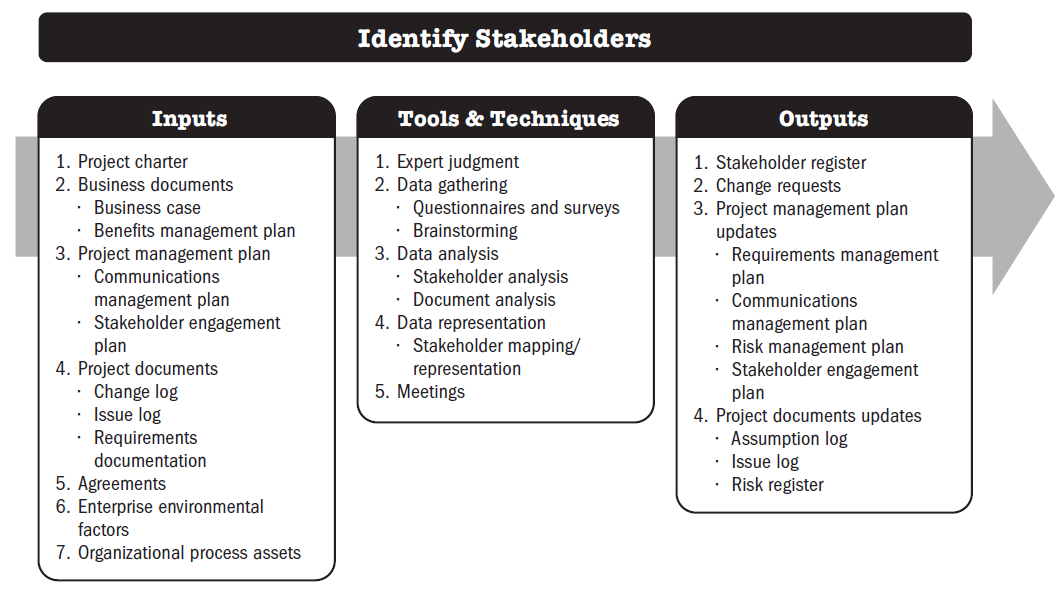 Identify Stakeholders
Inputs
1. Project charter
2. Business documents
· Business case
· Benefits management plan
3. Project management plan
· Communications
management plan
· Stakeholder engagement
plan
4. Project documents
· Change log
· Issue log
· Requirements
documentation
5. Agreements
6. Enterprise environmental
factors
7. Organizational process assets
Tools & Techniques
1. Expert judgment
2. Data gathering
· Questionnaires and surveys
· Brainstorming
3. Data analysis
· Stakeholder analysis
· Document analysis
4. Data representation
· Stakeholder mapping/
representation
5. Meetings
Outputs
1. Stakeholder register
2. Change requests
3. Project management plan
updates
· Requirements management
plan
· Communications
management plan
· Risk management plan
· Stakeholder engagement
plan
4. Project documents updates
· Assumption log
· Issue log
· Risk register